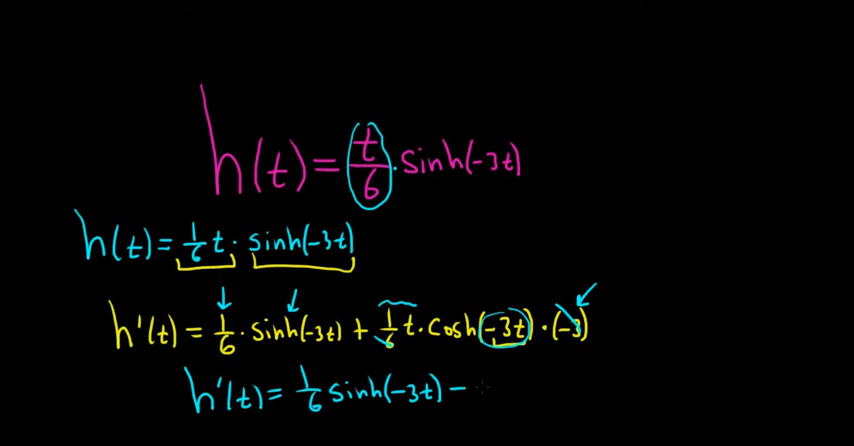 h(t) = t/6 · sinh(-3t)
h(t) = 1/6 t · sinh(-3t)
h'(t) = 1/6 · sinh(-3t) + 1/6 t · cosh(-3t) · (-3)
h'(t) = 1/6 sinh(-3t) -